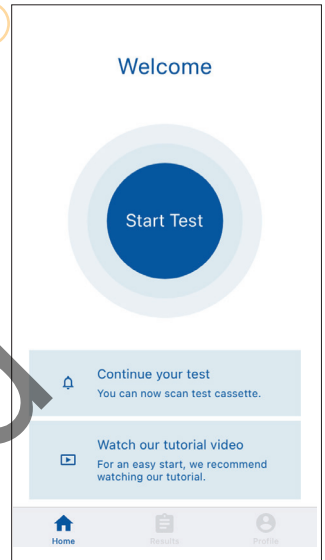 Welcome
Start Test
Continue your test
You can now scan test cassette.
Watch our tutorial video
For an easy start, we recommend
watching our tutorial.
Home Results Profile